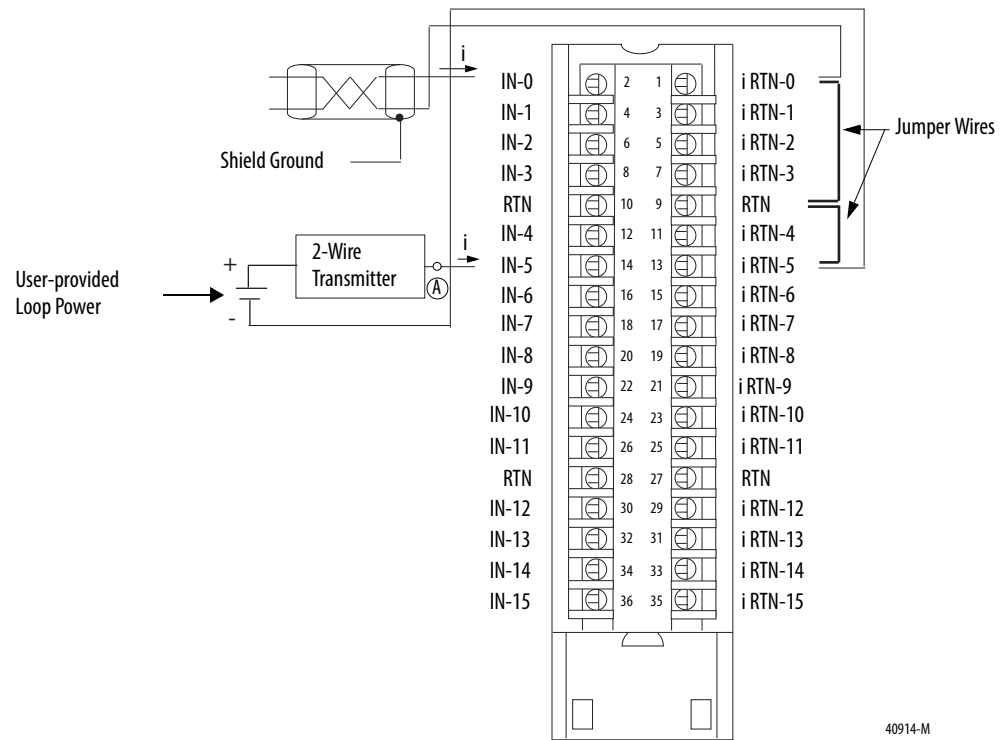 i
IN-0 2 1 i RTN-0
IN-1 4 3 i RTN-1
Jumper Wires
IN-2 6 5 i RTN-2
Shield Ground
IN-3 8 7 i RTN-3
RTN 10 9 RTN
IN-4 12 11 i RTN-4
i
2-Wire
Transmitter
+
A
IN-5 14 13 i RTN-5
User-provided
Loop Power
-
IN-6 16 15 i RTN-6
IN-7 18 17 i RTN-7
IN-8 20 19 i RTN-8
IN-9 22 21 i RTN-9
IN-10 24 23 i RTN-10
IN-11 26 25 i RTN-11
RTN 28 27 RTN
IN-12 30 29 i RTN-12
IN-13 32 31 i RTN-13
IN-14 34 33 i RTN-14
IN-15 36 35 i RTN-15
40914-M